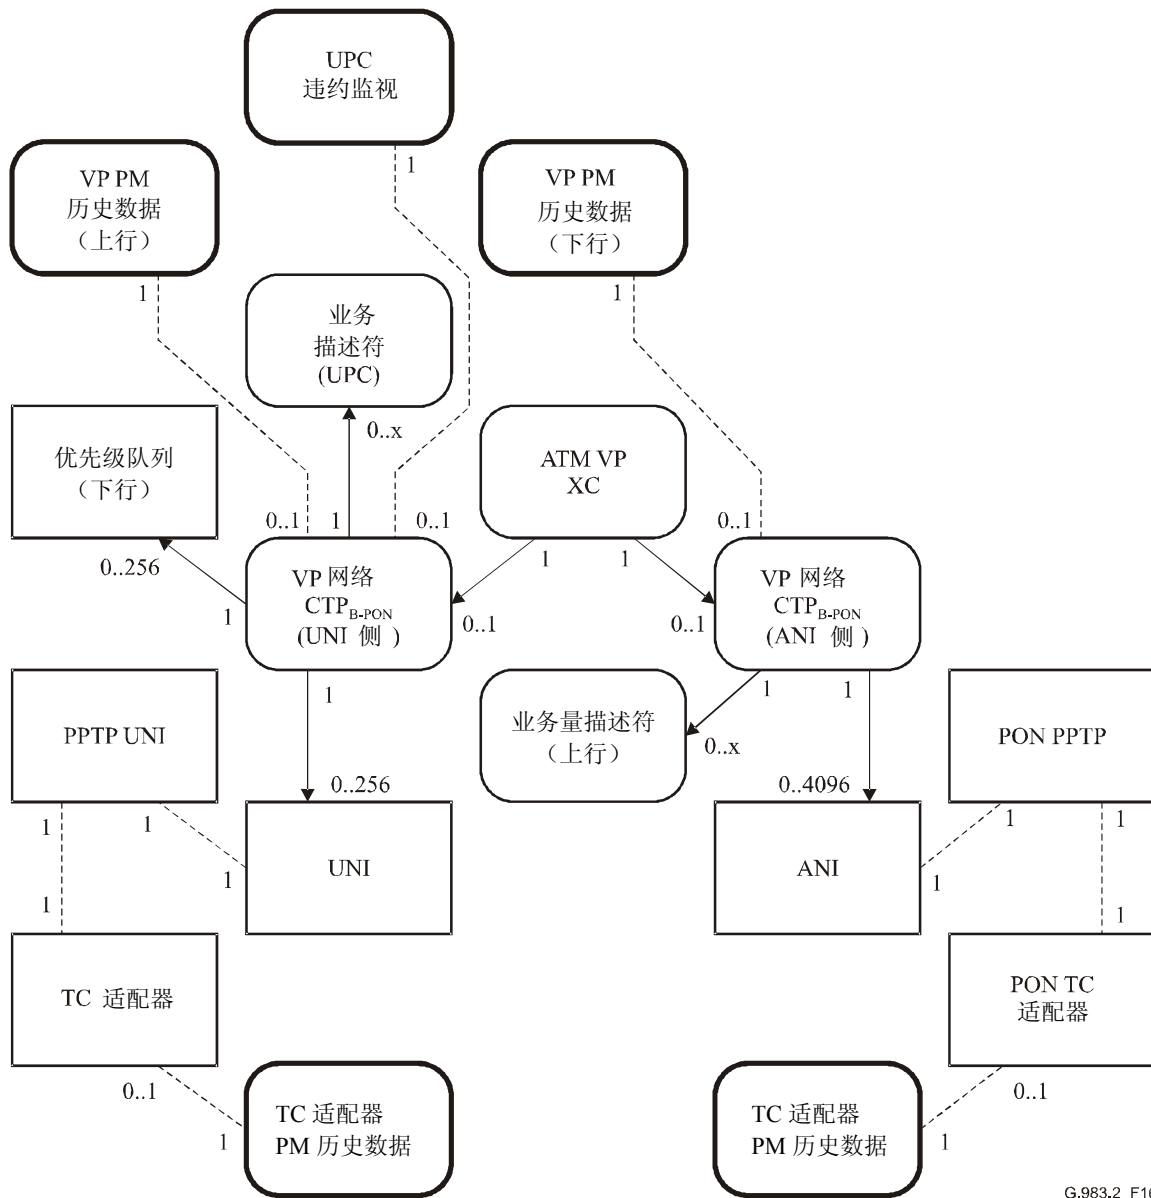 UPC
违约监视
1
VP PM
历史数据
（上行）
1
VP PM
历史数据
（下行）
1
业务
描述符
(UPC)
0..x
优先级队列
（下行）
ATM VP
XC
0..1
1
0..1
0..1
0..256
1
1
1
VP 网络
CTPB-PON
(UNI 侧 )
0..1
0..1
VP 网络
CTPB-PON
(ANI 侧 )
1
1
1
PPTP UNI
业务量描述符
（上行）
0..x
PON PPTP
0..256
0..4096
1
1
1
1
UNI
ANI
1
1
1
1
TC 适配器
PON TC
适配器
0..1
0..1
1
1
TC 适配器
PM 历史数据
TC 适配器
PM 历史数据